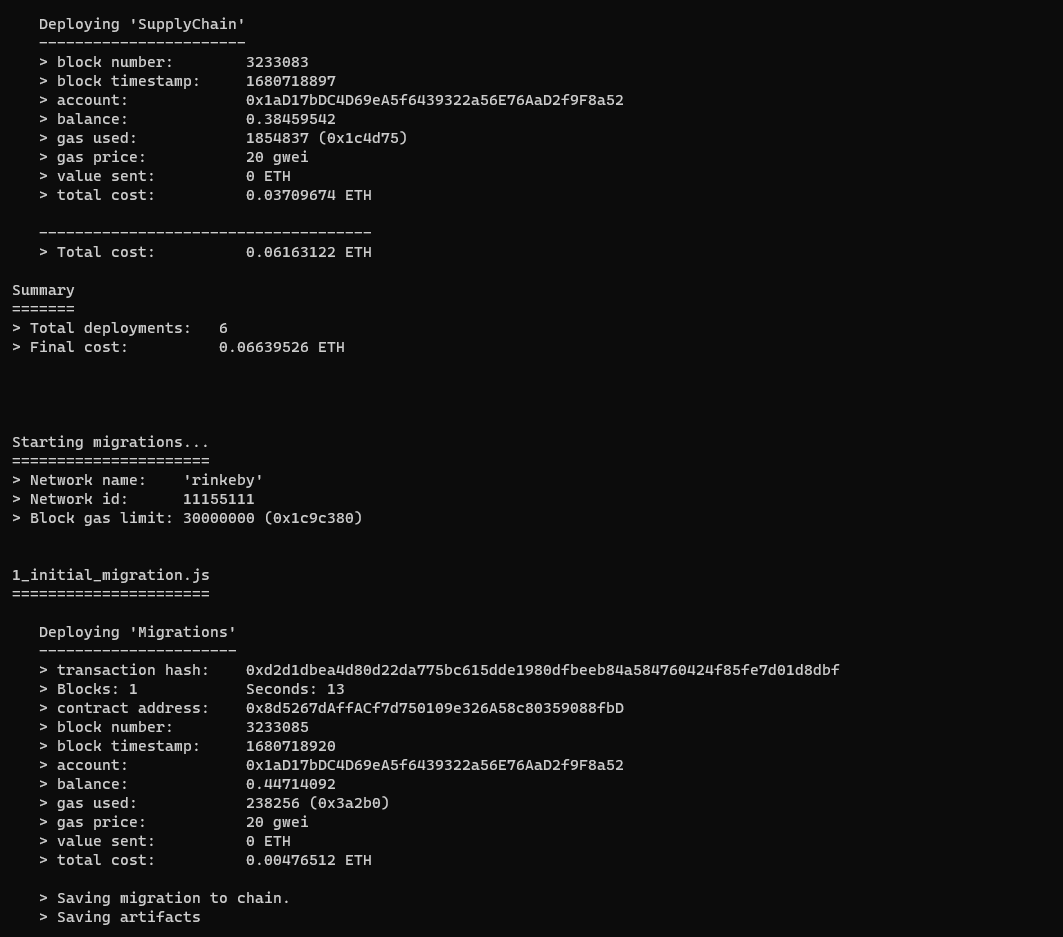 Deploying 'SupplyChain'
-----------------------
> block number:        3233083
> block timestamp:     1680718897
> account:             0x1aD17bDC4D69eA5f6439322a56E76AaD2f9F8a52
> balance:             0.38459542
> gas used:            1854837 (0x1c4d75)
> gas price:           20 gwei
> value sent:          0 ETH
> total cost:          0.03709674 ETH
-------------------------------------
> Total cost:          0.06163122 ETH
Summary
=======
> Total deployments:   6
> Final cost:          0.06639526 ETH
Starting migrations...
======================
> Network name:    'rinkeby'
> Network id:      11155111
> Block gas limit: 30000000 (0x1c9c380)
1_initial_migration.js
======================
Deploying 'Migrations'
----------------------
> transaction hash:    0xd2d1dbea4d80d22da775bc615dde1980dfbeeb84a584760424f85fe7d01d8dbf
> Blocks: 1            Seconds: 13
> contract address:    0x8d5267dAffACf7d750109e326A58c80359088fbD
> block number:        3233085
> block timestamp:     1680718920
> account:             0x1aD17bDC4D69eA5f6439322a56E76AaD2f9F8a52
> balance:             0.44714092
> gas used:            238256 (0x3a2b0)
> gas price:           20 gwei
> value sent:          0 ETH
> total cost:          0.00476512 ETH
> Saving migration to chain.
> Saving artifacts